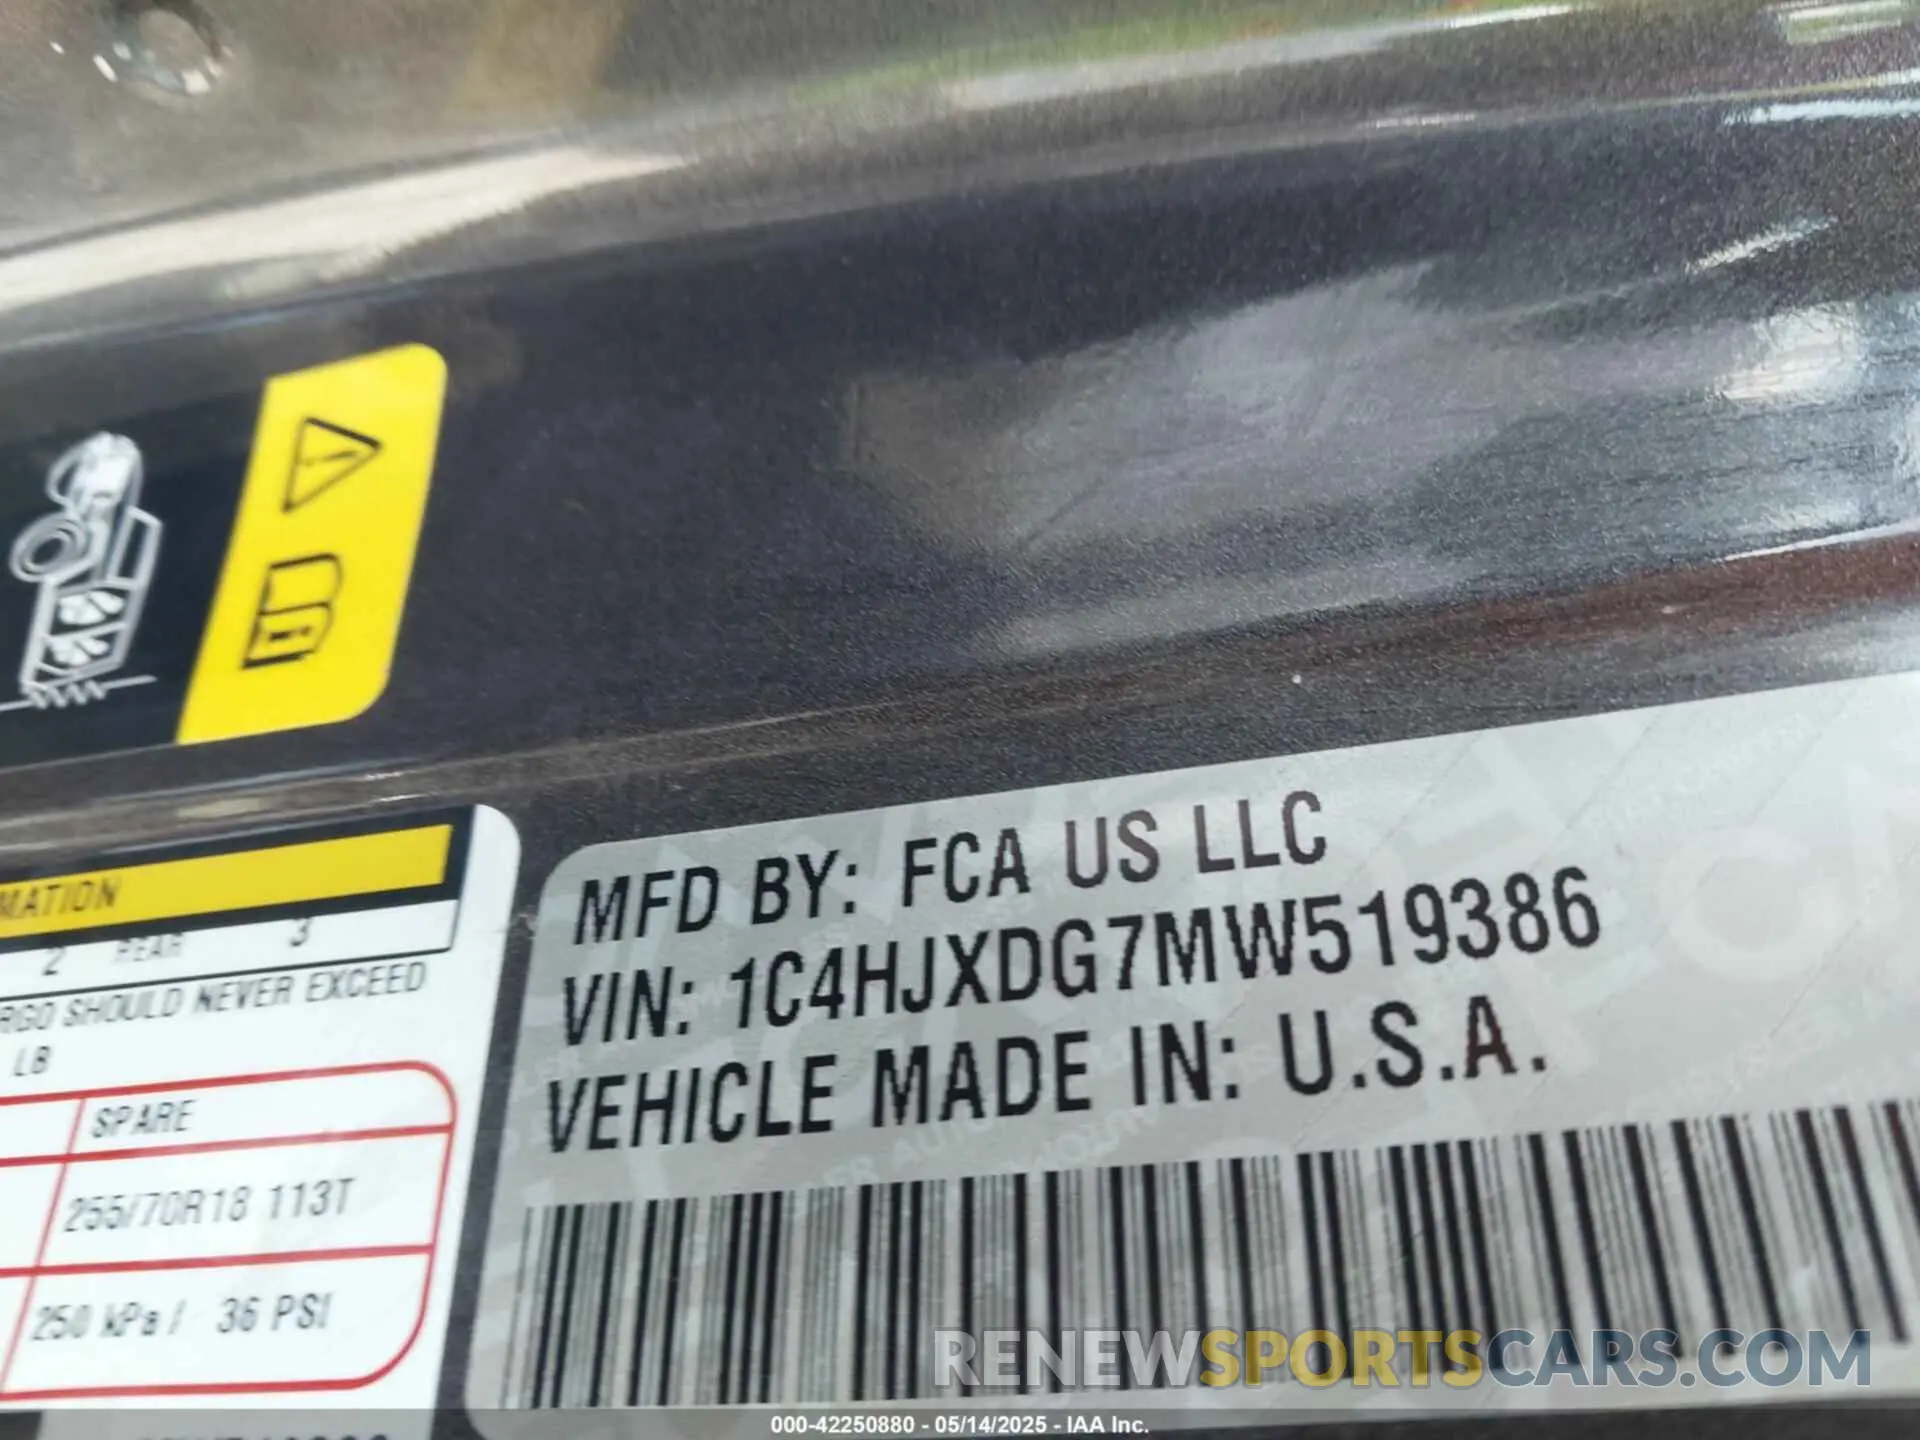 MATION
2 REAR 3
RGO SHOULD NEVER EXCEED
LB
SPARE
255/70R18 113T
250 kPa / 36 PSI
MFD BY: FCA US LLC
VIN: 1C4HJXDG7MW519386
VEHICLE MADE IN: U.S.A.
RENEWSPORTSCARS.COM
000-42250880 - 05/14/2025 - IAA Inc.